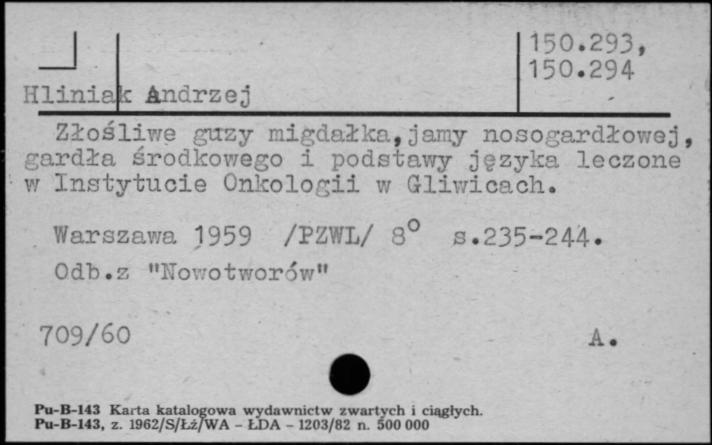 150.293,
150.294
Hliniak Andrzej
Złośliwe guzy migdałka,jamy nosogardłowej,
gardła środkowego i podstawy języka leczone
w Instytucie Onkologii w Gliwicach.
Warszawa 1959 /PZWL/ 8° s.235-244.
Odb.z "Nowotworów"
709/60 A.
Pu-B-143 Karta katalogowa wydawnictw zwartych i ciągłych.
Pu-B-143, z. 1962/S/Łż/WA - ŁDA - 1203/82 n. 500 000